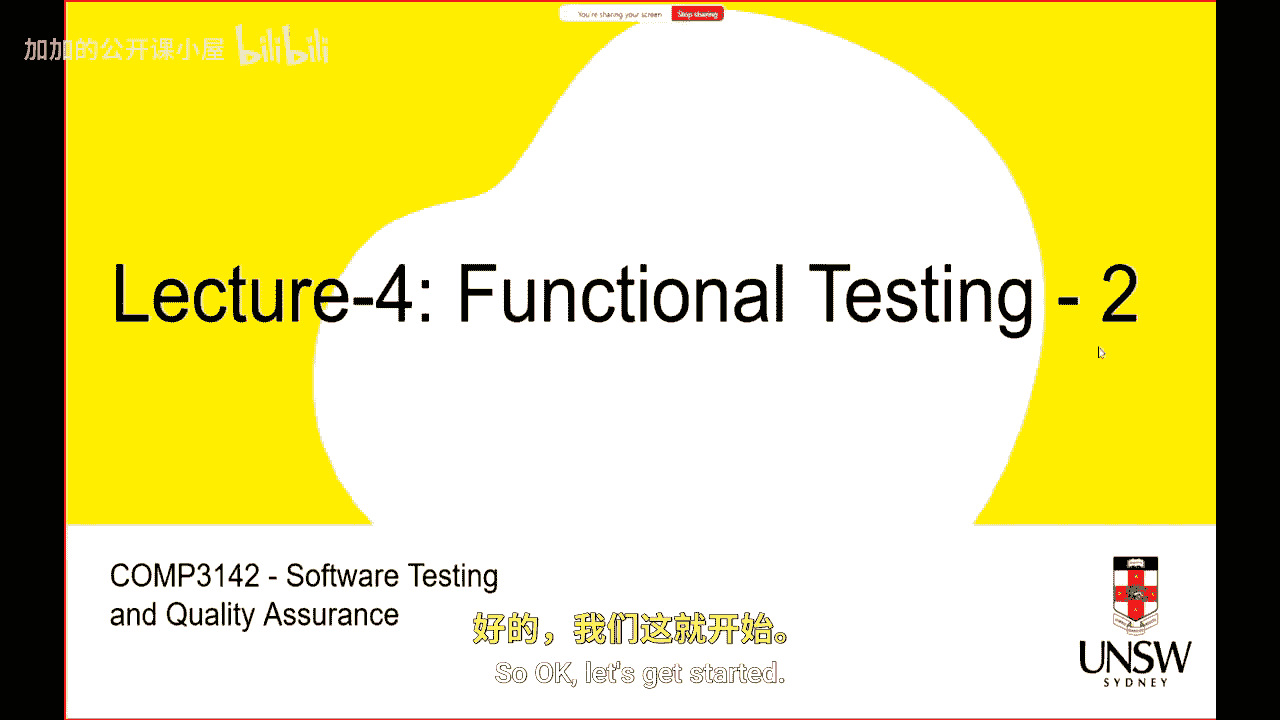 You're sharing your screen Stop sharing
加加的公开课小屋 bilibili
Lecture-4: Functional Testing - 2
COMP3142 - Software Testing
and Quality Assurance
好的，我们这就开始。
So OK, let's get started.
UNSW
SYDNEY